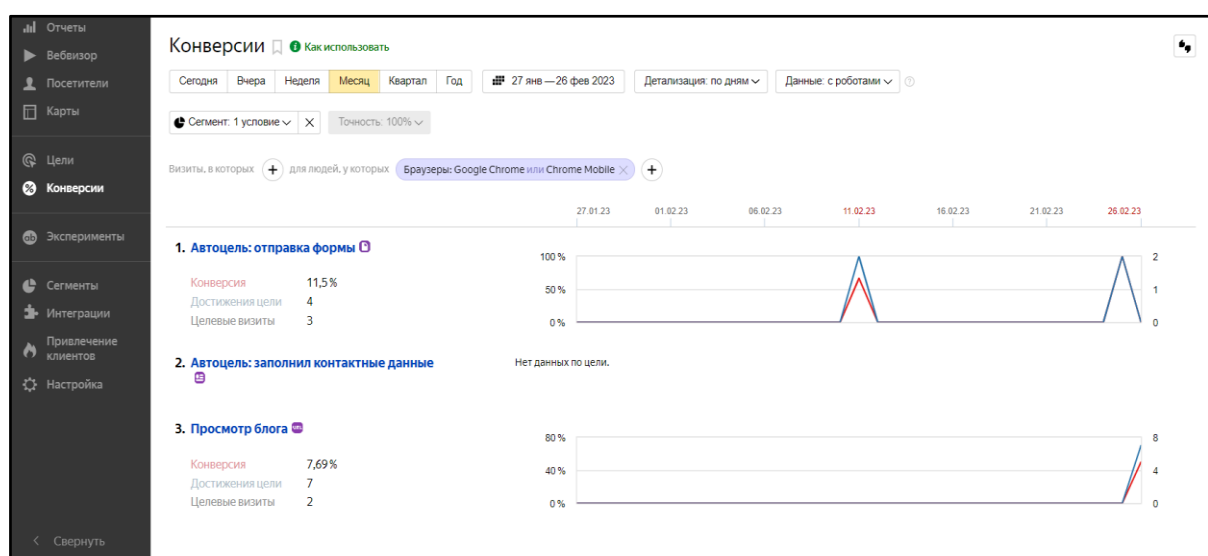 Отчеты
Вебвизор
Посетители
Карты
Цели
Конверсии
Эксперименты
Сегменты
Интеграции
Привлечение
клиентов
Настройка
Свернуть
Конверсии Как использовать
Сегодня Вчера Неделя Месяц Квартал Год 27 янв — 26 фев 2023 Детализация: по дням Данные: с роботами
Сегмент: 1 условие Точность: 100%
Визиты, в которых + для людей, у которых Браузеры: Google Chrome или Chrome Mobile +
27.01.23 01.02.23 06.02.23 11.02.23 16.02.23 21.02.23 26.02.23
1. Автоцель: отправка формы
Конверсия 11,5%
Достижения цели 4
Целевые визиты 3
100 % 2
50 % 1
0 % 0
2. Автоцель: заполнил контактные данные
Нет данных по цели.
3. Просмотр блога
Конверсия 7,69%
Достижения цели 7
Целевые визиты 2
80 % 8
40 % 4
0 % 0